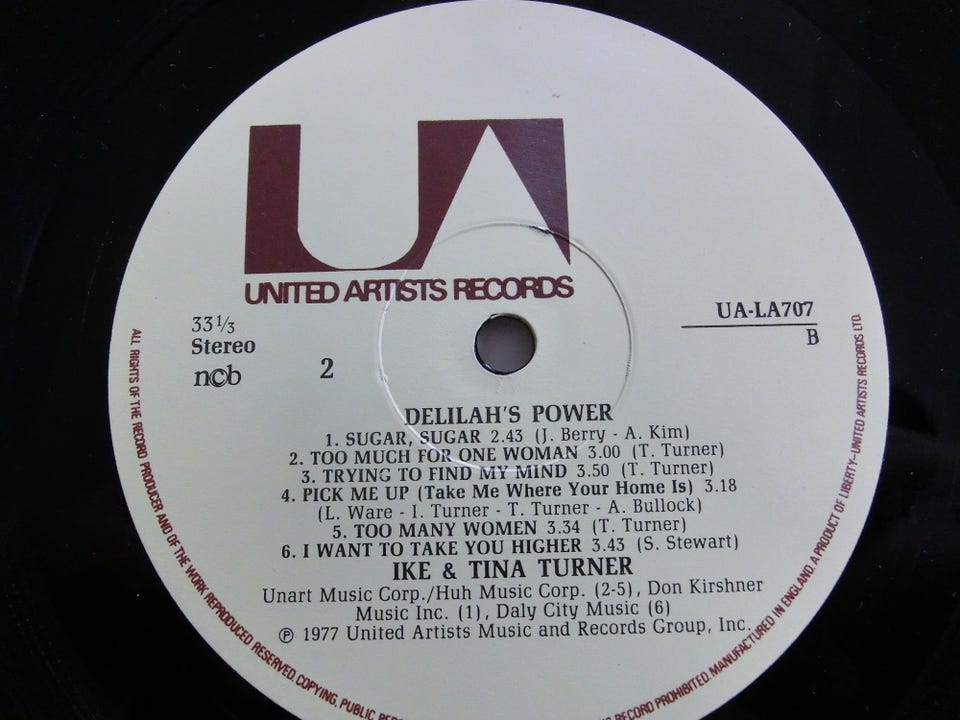 UA
UNITED ARTISTS RECORDS
33 1/3
Stereo
ncb
2
UA-LA707
B
DELILAH'S POWER
1. SUGAR, SUGAR 2.43 (J. Berry - A. Kim)
2. TOO MUCH FOR ONE WOMAN 3.00 (T. Turner)
3. TRYING TO FIND MY MIND 3.50 (T. Turner)
4. PICK ME UP (Take Me Where Your Home Is) 3.18
(L. Ware - I. Turner - T. Turner - A. Bullock)
5. TOO MANY WOMEN 3.34 (T. Turner)
6. I WANT TO TAKE YOU HIGHER 3.43 (S. Stewart)
IKE & TINA TURNER
Unart Music Corp./Huh Music Corp. (2-5), Don Kirshner
Music Inc. (1), Daly City Music (6)
℗ 1977 United Artists Music and Records Group, Inc.
ALL RIGHTS OF THE RECORD PRODUCER AND OF THE WORK REPRODUCED RESERVED. COPYING, PUBLIC
RECORD PROHIBITED. MANUFACTURED IN ENGLAND. A PRODUCT OF LIBERTY-UNITED ARTISTS RECORDS LTD.